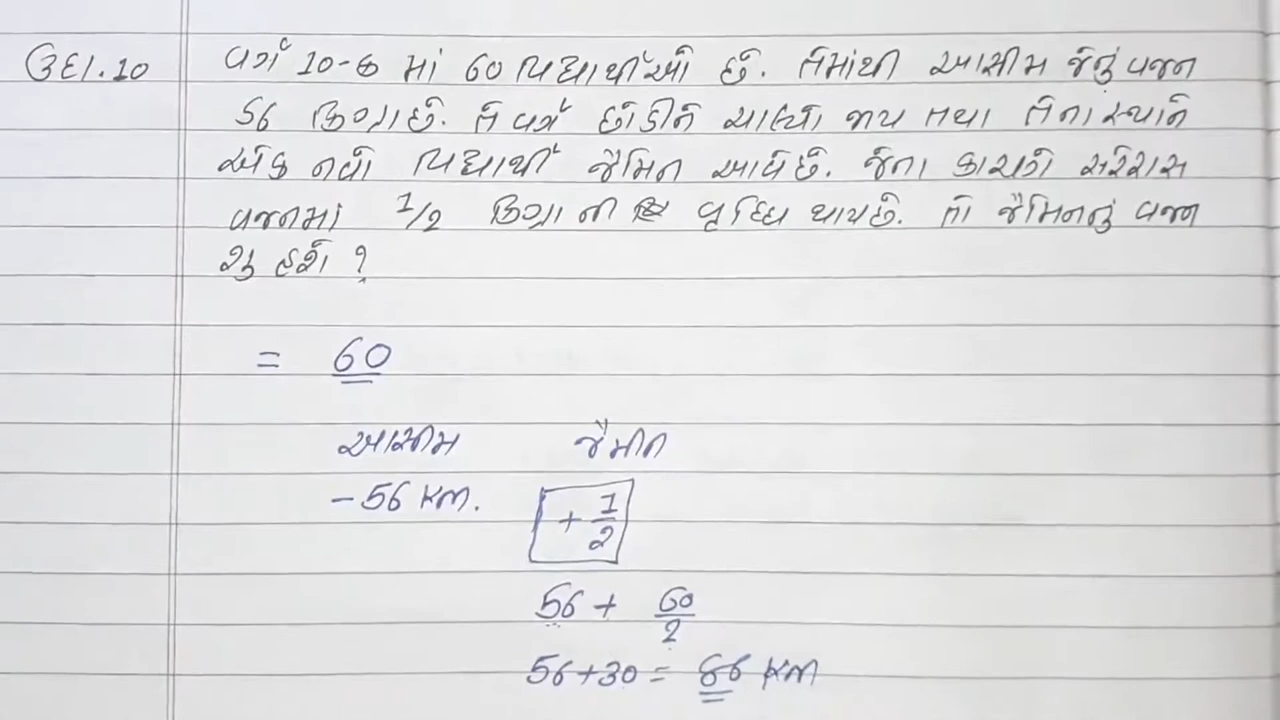 ઉદા.10 વર્ગ 10-ક માં 60 વિદ્યાર્થીઓ છે. તેમાંથી આસીમ જેનું વજન
56 કિગ્રા છે. તે વર્ગ છોડીને ચાલ્યો જાય તથા તેના સ્થાને
એક નવો વિદ્યાર્થી જૈમિન આવે છે. જેના કારણે સરેરાસ
વજનમાં 1/2 કિગ્રા ની વૃદ્ધિ થાય છે. તો જૈમિનનું વજન
શુ હશે ?
= 60
આસીમ જૈમીન
- 56 km. + 1/2
56 + 60/2
56 + 30 = 86 km